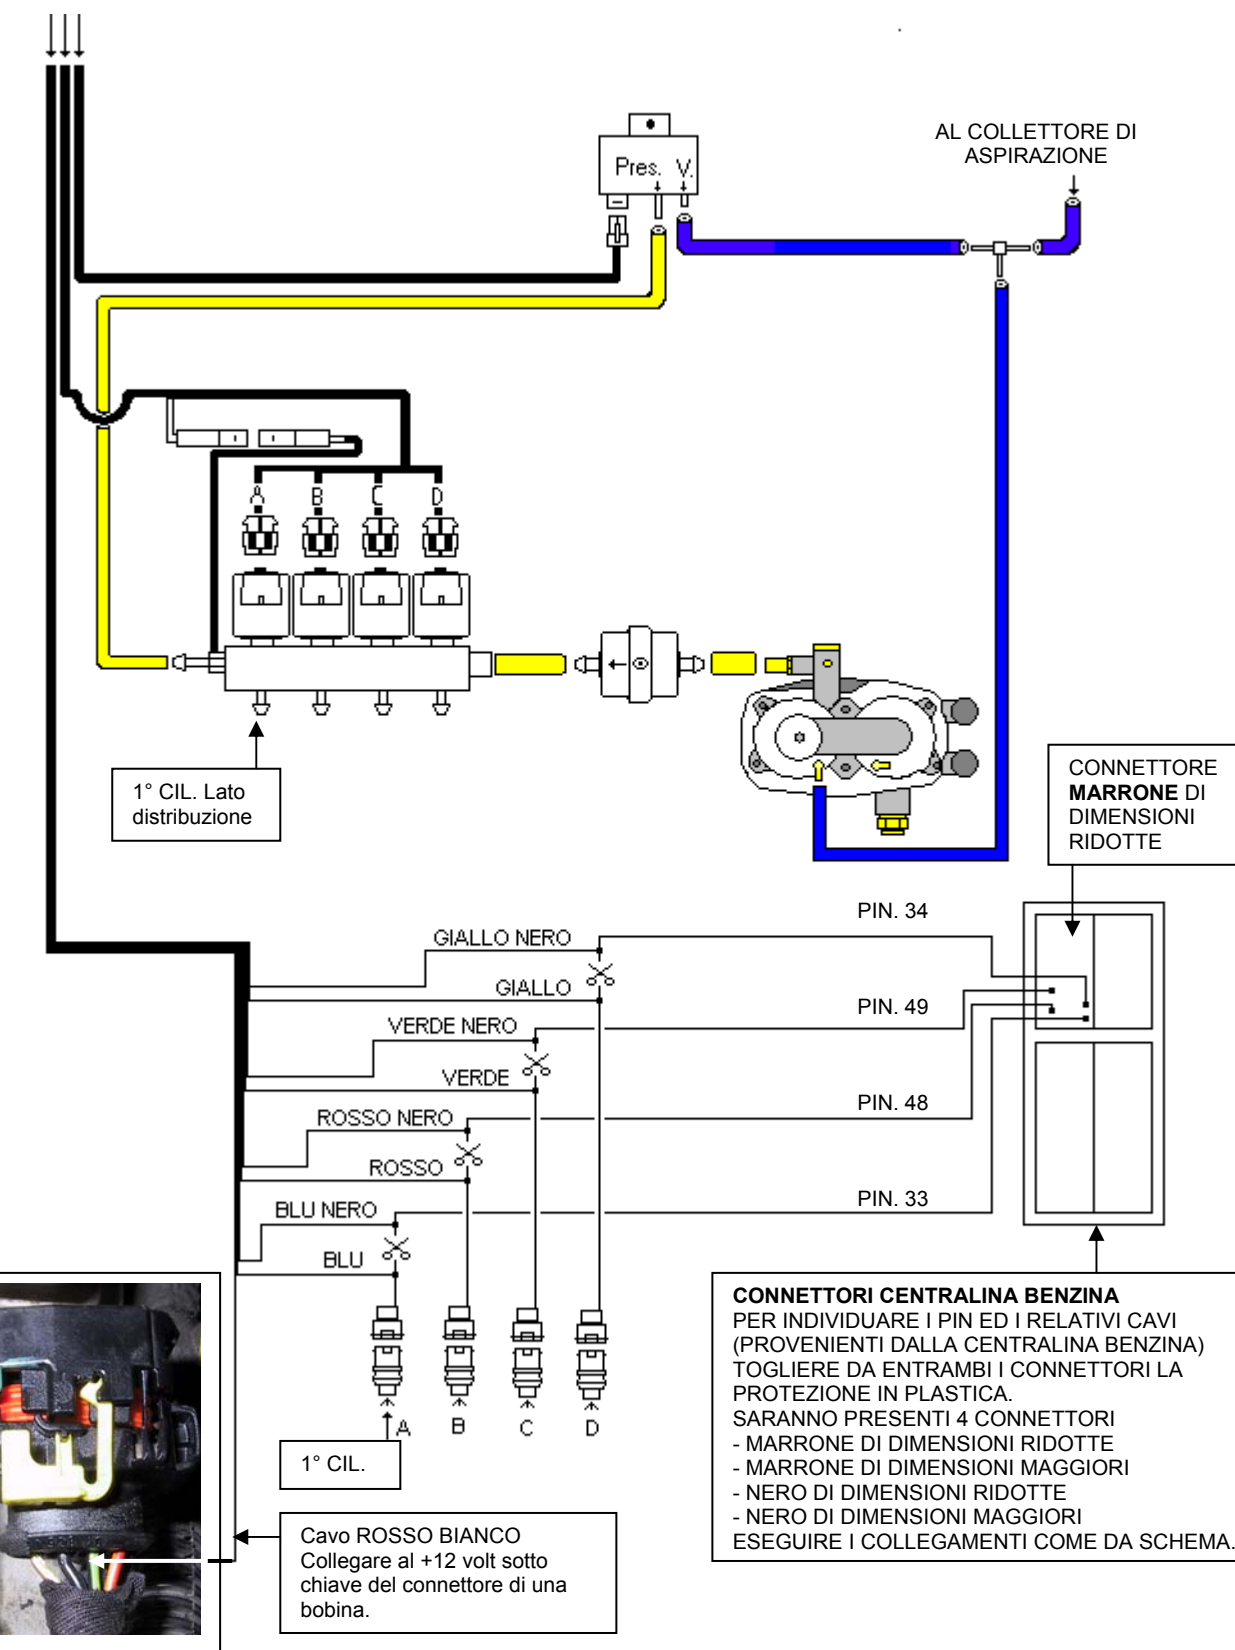 AL COLLETTORE DI
ASPIRAZIONE
Pres. V.
A B C D
1° CIL. Lato
distribuzione
CONNETTORE
MARRONE DI
DIMENSIONI
RIDOTTE
PIN. 34
GIALLO NERO
GIALLO
PIN. 49
VERDE NERO
VERDE
PIN. 48
ROSSO NERO
ROSSO
PIN. 33
BLU NERO
BLU
A B C D
1° CIL.
CONNETTORI CENTRALINA BENZINA
PER INDIVIDUARE I PIN ED I RELATIVI CAVI
(PROVENIENTI DALLA CENTRALINA BENZINA)
TOGLIERE DA ENTRAMBI I CONNETTORI LA
PROTEZIONE IN PLASTICA.
SARANNO PRESENTI 4 CONNETTORI
- MARRONE DI DIMENSIONI RIDOTTE
- MARRONE DI DIMENSIONI MAGGIORI
- NERO DI DIMENSIONI RIDOTTE
- NERO DI DIMENSIONI MAGGIORI
ESEGUIRE I COLLEGAMENTI COME DA SCHEMA.
Cavo ROSSO BIANCO
Collegare al +12 volt sotto
chiave del connettore di una
bobina.